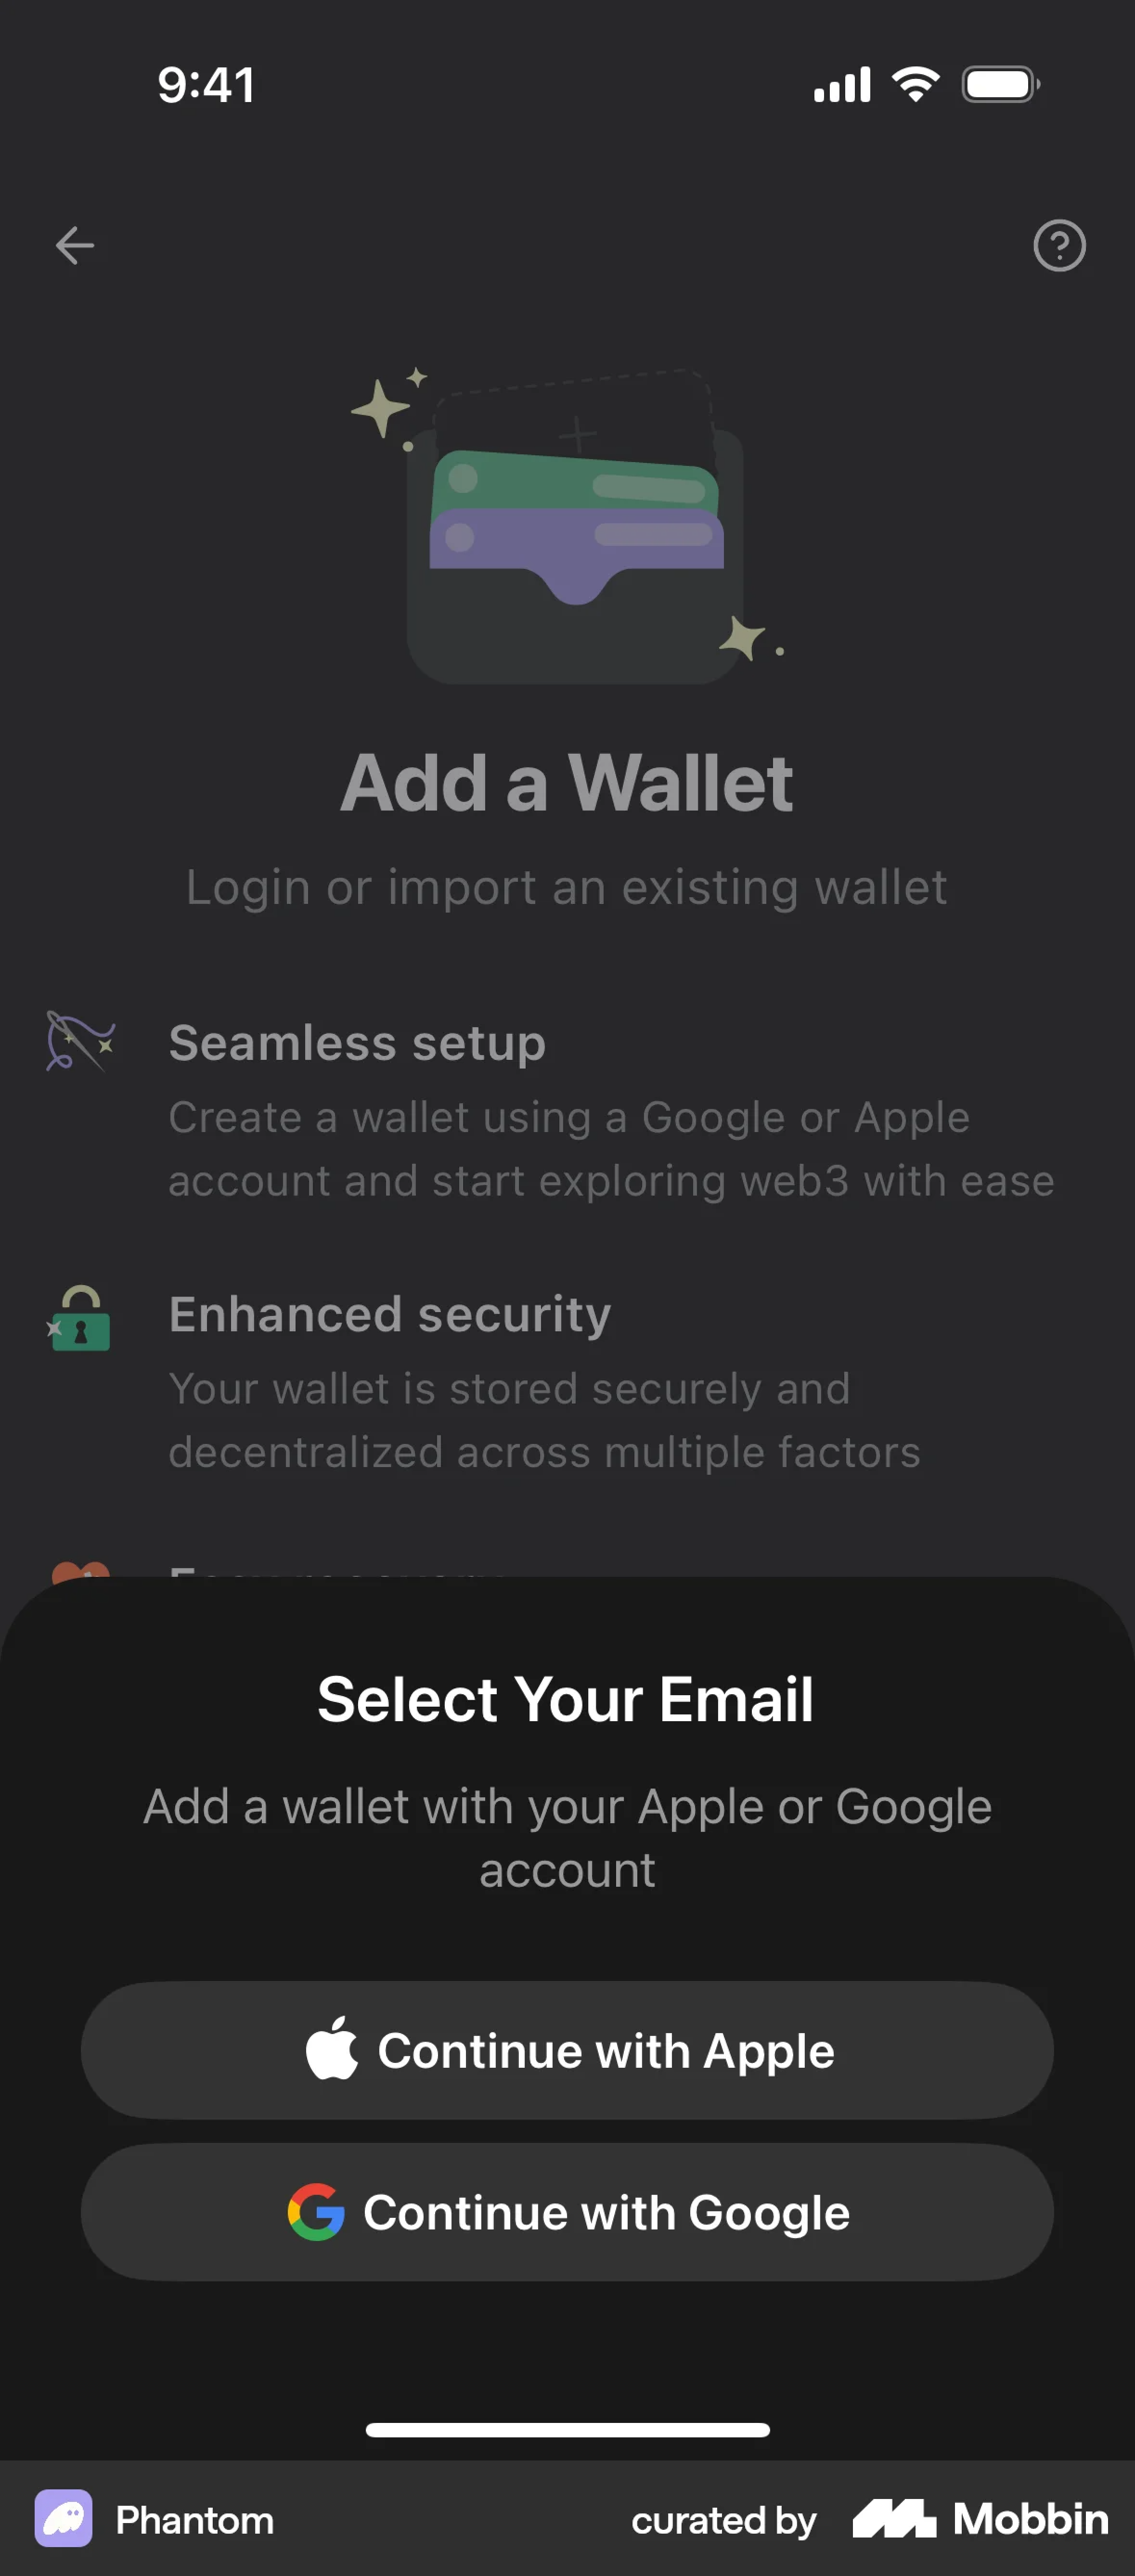 9:41
Add a Wallet
Login or import an existing wallet
Seamless setup
Create a wallet using a Google or Apple
account and start exploring web3 with ease
Enhanced security
Your wallet is stored securely and
decentralized across multiple factors
Select Your Email
Add a wallet with your Apple or Google
account
Continue with Apple
Continue with Google
Phantom
curated by Mobbin